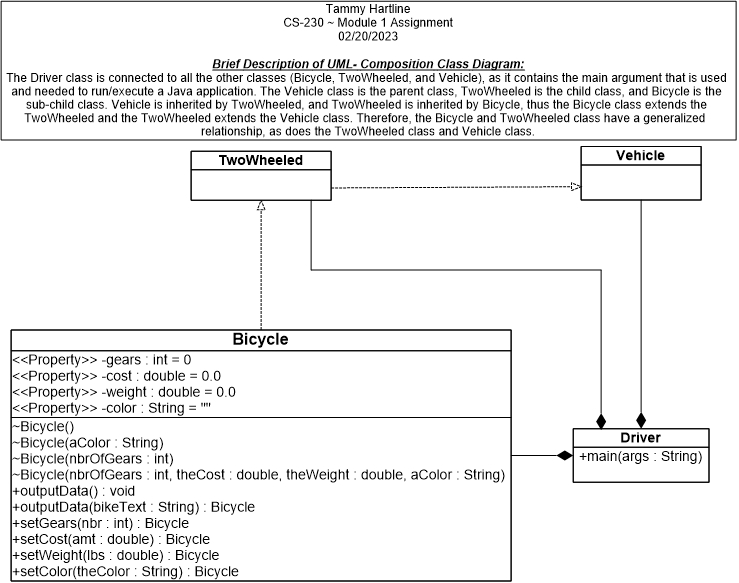 Tammy Hartline
CS-230 ~ Module 1 Assignment
02/20/2023
Brief Description of UML- Composition Class Diagram:
The Driver class is connected to all the other classes (Bicycle, TwoWheeled, and Vehicle), as it contains the main argument that is used
and needed to run/execute a Java application. The Vehicle class is the parent class, TwoWheeled is the child class, and Bicycle is the
sub-child class. Vehicle is inherited by TwoWheeled, and TwoWheeled is inherited by Bicycle, thus the Bicycle class extends the
TwoWheeled and the TwoWheeled extends the Vehicle class. Therefore, the Bicycle and TwoWheeled class have a generalized
relationship, as does the TwoWheeled class and Vehicle class.
TwoWheeled
Vehicle
Bicycle
<<Property>> -gears : int = 0
<<Property>> -cost : double = 0.0
<<Property>> -weight : double = 0.0
<<Property>> -color : String = ""
~Bicycle()
~Bicycle(aColor : String)
~Bicycle(nbrOfGears : int)
~Bicycle(nbrOfGears : int, theCost : double, theWeight : double, aColor : String)
+outputData() : void
+outputData(bikeText : String) : Bicycle
+setGears(nbr : int) : Bicycle
+setCost(amt : double) : Bicycle
+setWeight(lbs : double) : Bicycle
+setColor(theColor : String) : Bicycle
Driver
+main(args : String)